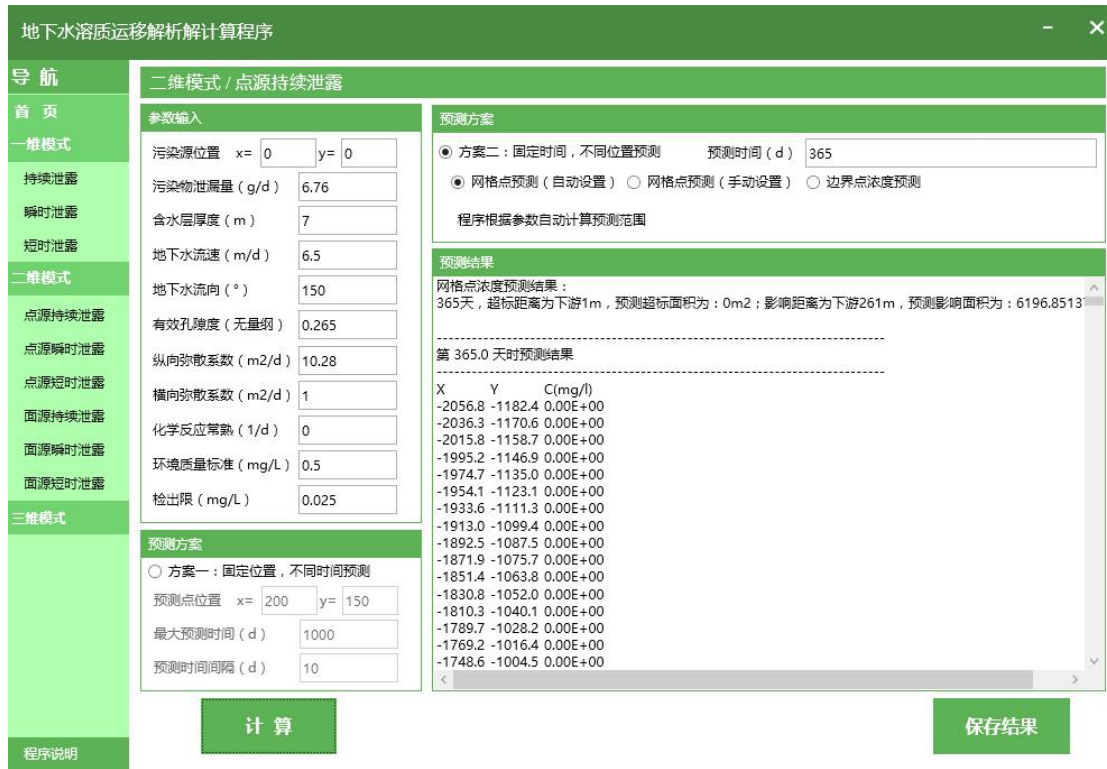 地下水溶质运移解析解计算程序
导 航
首 页
一维模式
持续泄露
瞬时泄露
短时泄露
二维模式
点源持续泄露
点源瞬时泄露
点源短时泄露
面源持续泄露
面源瞬时泄露
面源短时泄露
三维模式
程序说明
二维模式 / 点源持续泄露
参数输入
污染源位置 x= 0 y= 0
污染物泄漏量 ( g/d ) 6.76
含水层厚度 ( m ) 7
地下水流速 ( m/d ) 6.5
地下水流向 ( ° ) 150
有效孔隙度 ( 无量纲 ) 0.265
纵向弥散系数 ( m2/d ) 10.28
横向弥散系数 ( m2/d ) 1
化学反应常熟 ( 1/d ) 0
环境质量标准 ( mg/L ) 0.5
检出限 ( mg/L ) 0.025
预测方案
方案一：固定位置，不同时间预测
预测点位置 x= 200 y= 150
最大预测时间 ( d ) 1000
预测时间间隔 ( d ) 10
计 算
预测方案
方案二：固定时间，不同位置预测 预测时间 ( d ) 365
网格点预测 ( 自动设置 ) 网格点预测 ( 手动设置 ) 边界点浓度预测
程序根据参数自动计算预测范围
预测结果
网格点浓度预测结果：
365天，超标距离为下游1m，预测超标面积为：0m2；影响距离为下游261m，预测影响面积为：6196.8513
--------------------------------------------------------------------------------
第 365.0 天时预测结果
--------------------------------------------------------------------------------
X Y C(mg/l)
-2056.8 -1182.4 0.00E+00
-2036.3 -1170.6 0.00E+00
-2015.8 -1158.7 0.00E+00
-1995.2 -1146.9 0.00E+00
-1974.7 -1135.0 0.00E+00
-1954.1 -1123.1 0.00E+00
-1933.6 -1111.3 0.00E+00
-1913.0 -1099.4 0.00E+00
-1892.5 -1087.5 0.00E+00
-1871.9 -1075.7 0.00E+00
-1851.4 -1063.8 0.00E+00
-1830.8 -1052.0 0.00E+00
-1810.3 -1040.1 0.00E+00
-1789.7 -1028.2 0.00E+00
-1769.2 -1016.4 0.00E+00
-1748.6 -1004.5 0.00E+00
保存结果